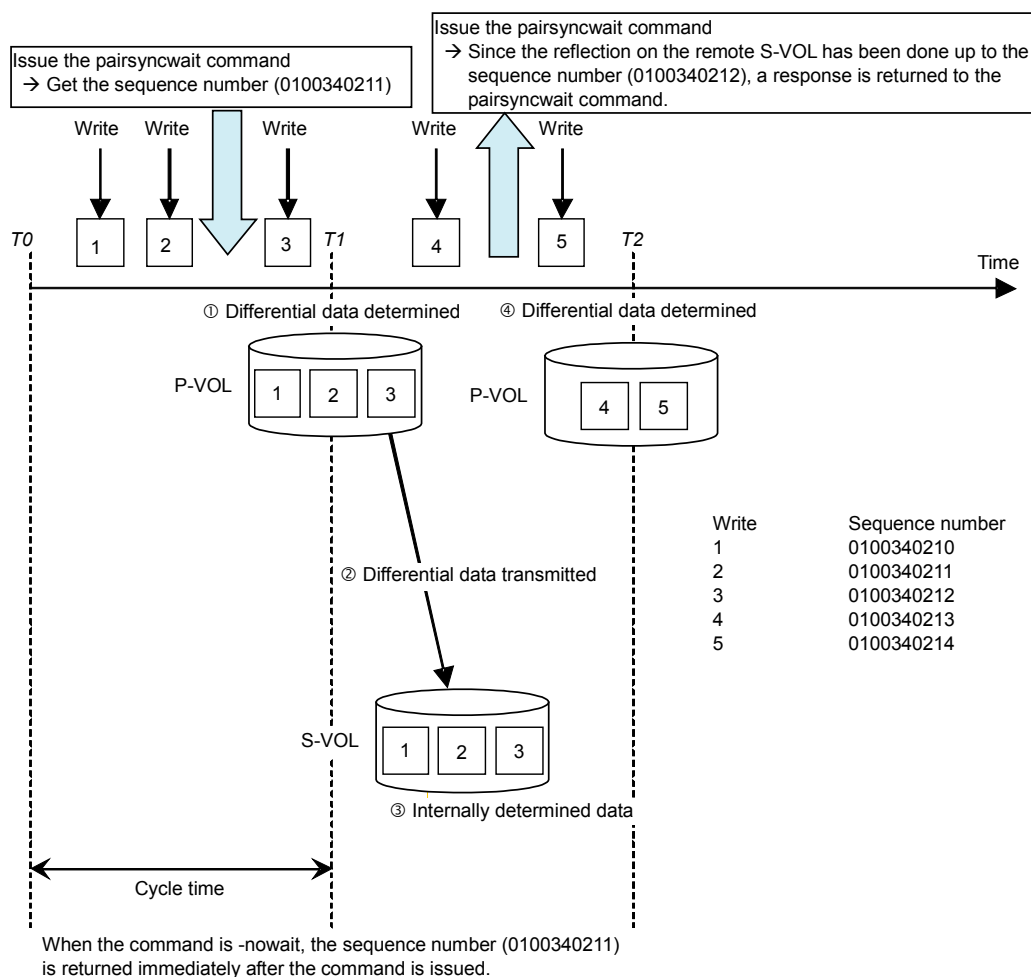 Issue the pairsyncwait command
→ Get the sequence number (0100340211)
Issue the pairsyncwait command
→ Since the reflection on the remote S-VOL has been done up to the
sequence number (0100340212), a response is returned to the
pairsyncwait command.
Write Write Write Write Write
1 2 3 4 5
T0 T1 T2
Time
① Differential data determined
④ Differential data determined
P-VOL
1 2 3
P-VOL
4 5
Write Sequence number
1 0100340210
2 0100340211
3 0100340212
4 0100340213
5 0100340214
② Differential data transmitted
S-VOL
1 2 3
③ Internally determined data
Cycle time
When the command is -nowait, the sequence number (0100340211)
is returned immediately after the command is issued.